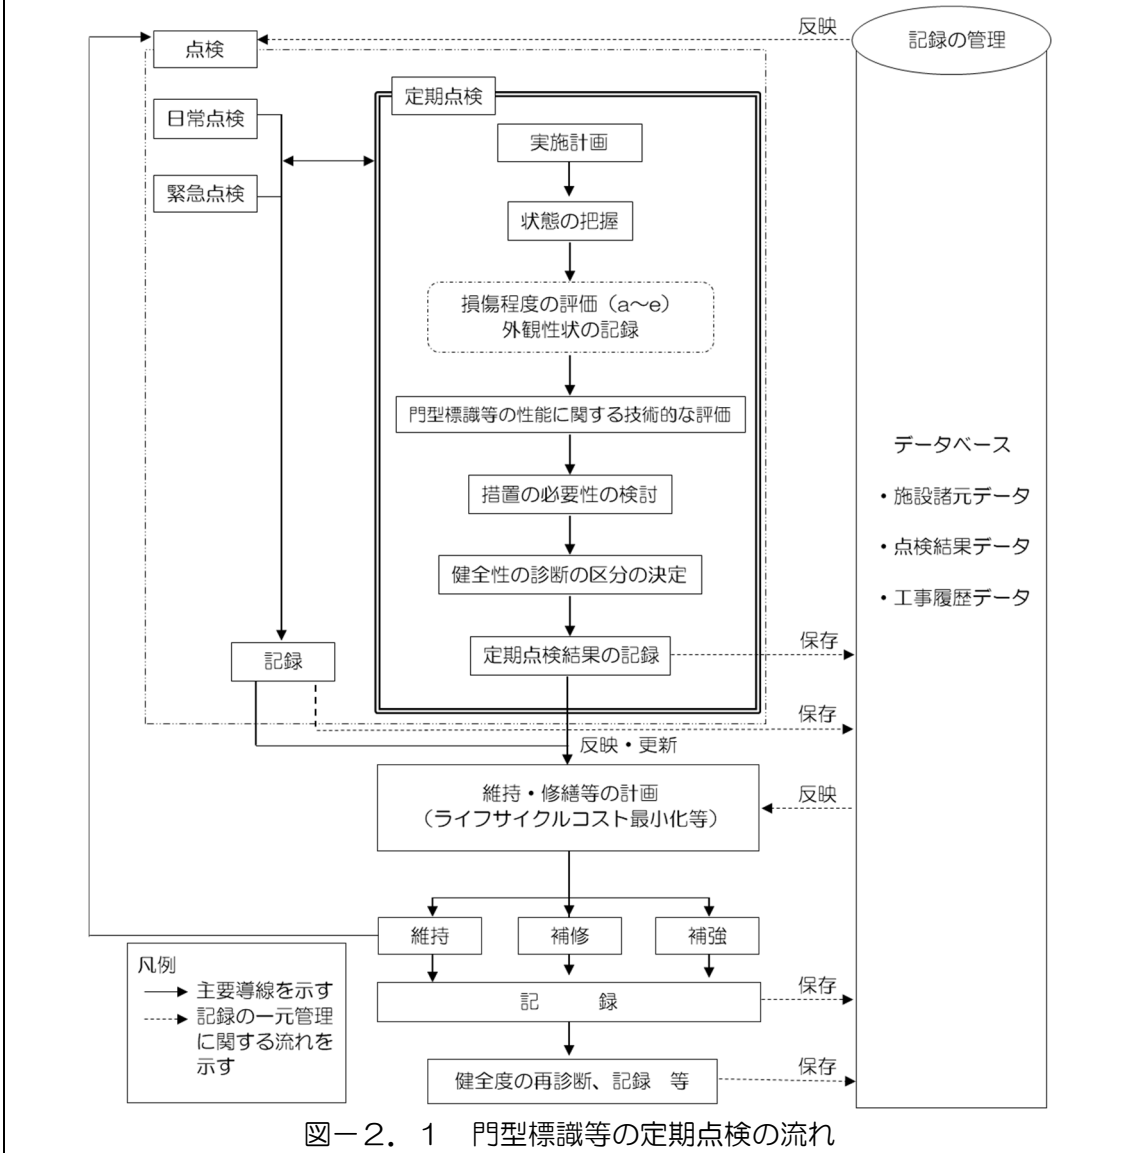 反映
記録の管理
点検
定期点検
日常点検
緊急点検
実施計画
状態の把握
損傷程度の評価（a～e）
外観性状の記録
門型標識等の性能に関する技術的な評価
措置の必要性の検討
健全性の診断の区分の決定
定期点検結果の記録
記録
保存
保存
データベース
・施設諸元データ
・点検結果データ
・工事履歴データ
反映・更新
維持・修繕等の計画
（ライフサイクルコスト最小化等）
反映
維持
補修
補強
記　　　録
保存
健全度の再診断、記録　等
保存
凡例
主要導線を示す
記録の一元管理
に関する流れを
示す
図－２．１　門型標識等の定期点検の流れ